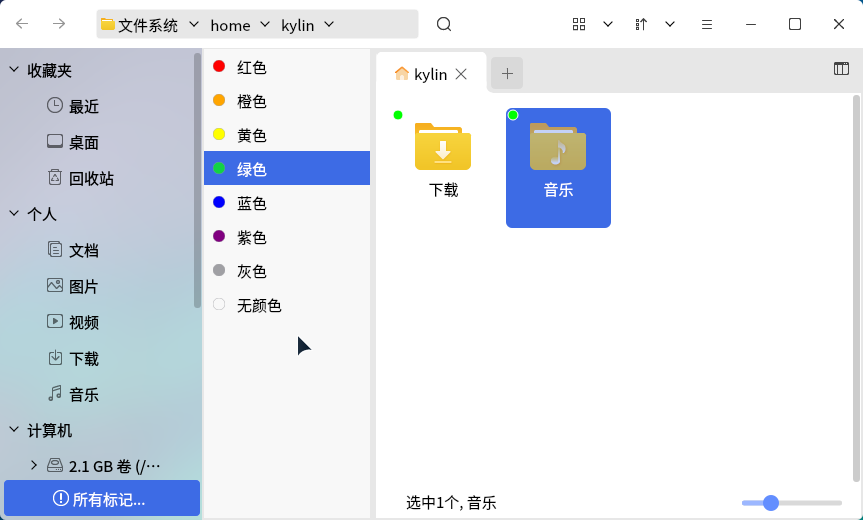 文件系统 home kylin
收藏夹
最近
桌面
回收站
个人
文档
图片
视频
下载
音乐
计算机
2.1 GB 卷 (/···
所有标记...
红色
橙色
黄色
绿色
蓝色
紫色
灰色
无颜色
kylin
下载
音乐
选中1个, 音乐